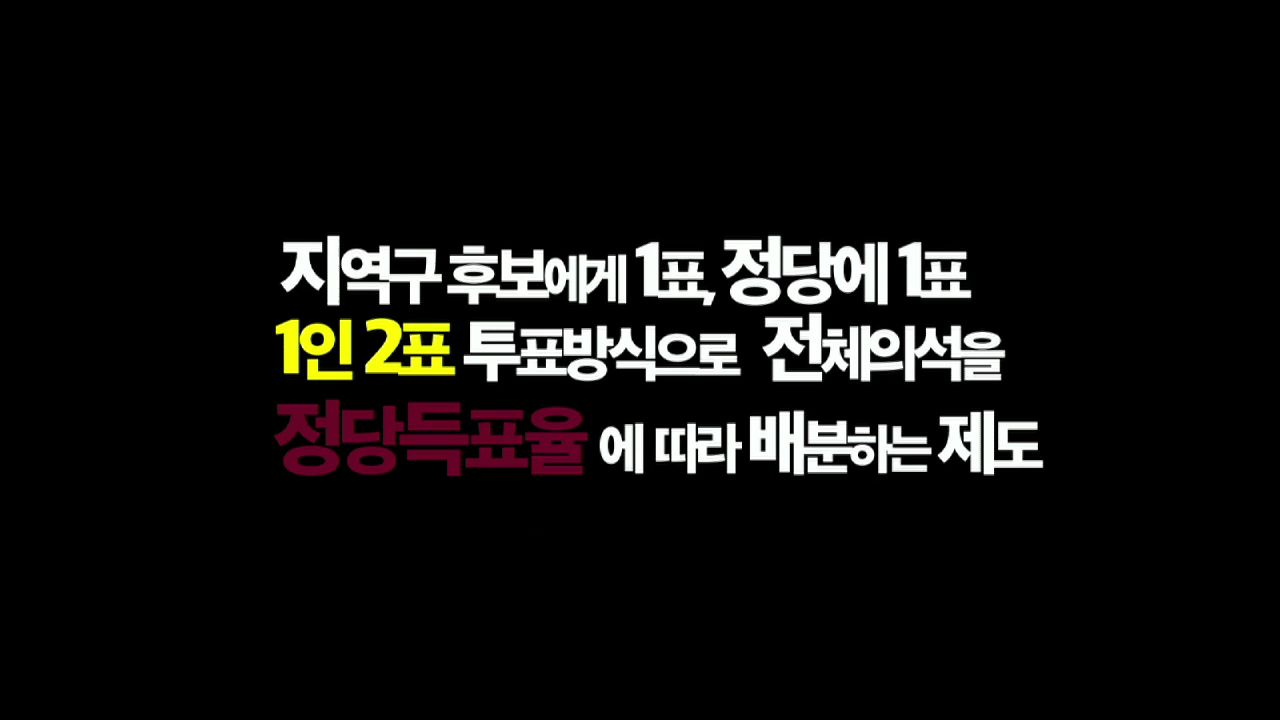 지역구 후보에게 1표, 정당에 1표
1인 2표 투표방식으로 전체의석을
정당득표율에 따라 배분하는 제도